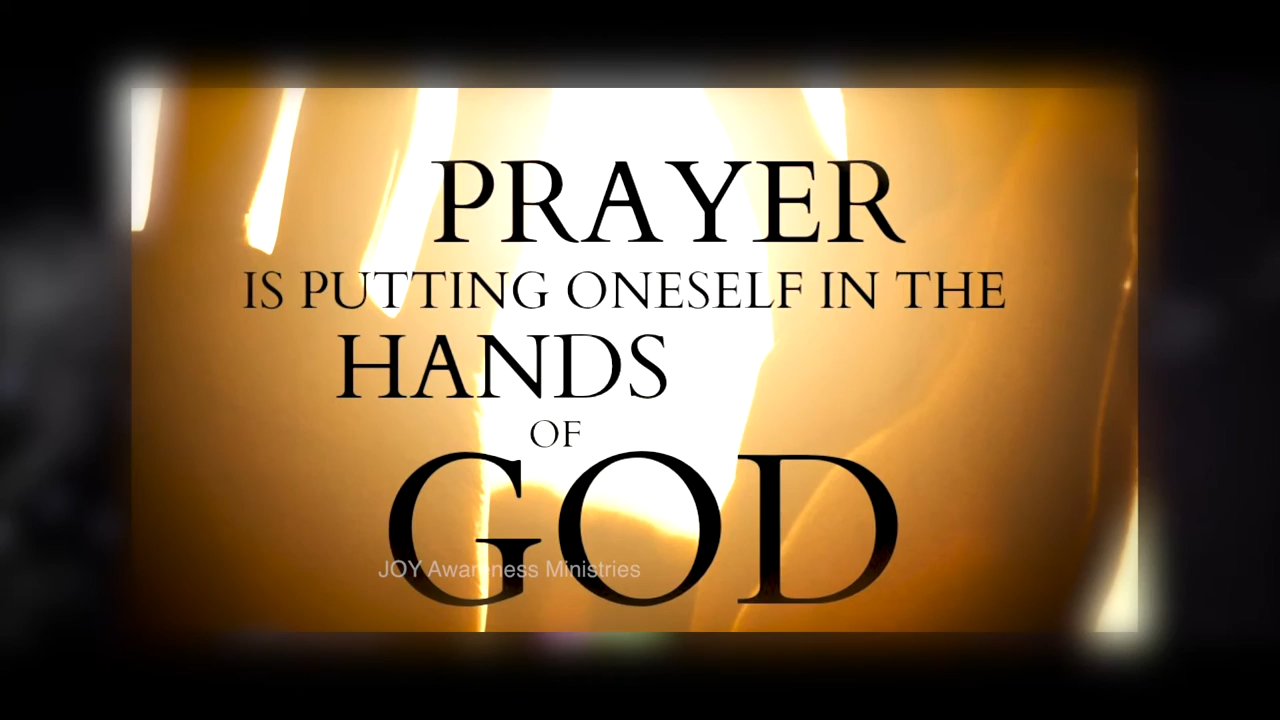 PRAYER
IS PUTTING ONESELF IN THE
HANDS
OF
GOD
JOY Awareness Ministries